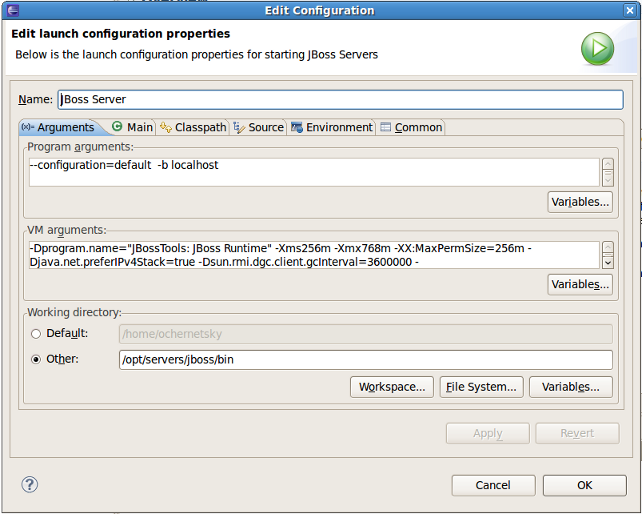 Edit Configuration
Edit launch configuration properties
Below is the launch configuration properties for starting JBoss Servers
Name: JBoss Server
(x)= Arguments Main Classpath Source Environment Common
Program arguments:
--configuration=default -b localhost
Variables...
VM arguments:
-Dprogram.name="JBossTools: JBoss Runtime" -Xms256m -Xmx768m -XX:MaxPermSize=256m -
Djava.net.preferIPv4Stack=true -Dsun.rmi.dgc.client.gcInterval=3600000 -
Variables...
Working directory:
Default: /home/ochernetsky
Other: /opt/servers/jboss/bin
Workspace... File System... Variables...
Apply Revert
? Cancel OK